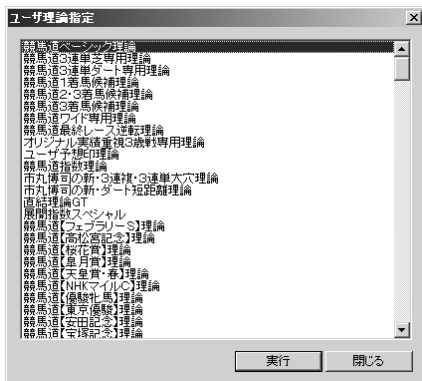 ユーザ理論指定
競馬道ベーシック理論
競馬道3連単芝専用理論
競馬道3連単ダート専用理論
競馬道1着馬候補理論
競馬道2・3着馬候補理論
競馬道3着馬候補理論
競馬道ワイド専用理論
競馬道最終レース逆転理論
オリジナル実績重視3歳戦専用理論
ユーザ予想印理論
競馬道指数理論
市丸博司の新・3連複・3連単大穴理論
市丸博司の新・ダート短距離理論
直結理論GT
展開指数スペシャル
競馬道【フェブラリーS】理論
競馬道【高松宮記念】理論
競馬道【桜花賞】理論
競馬道【皐月賞】理論
競馬道【天皇賞・春】理論
競馬道【NHKマイルC】理論
競馬道【優駿牝馬】理論
競馬道【東京優駿】理論
競馬道【安田記念】理論
競馬道【宝塚記念】理論
実行
閉じる